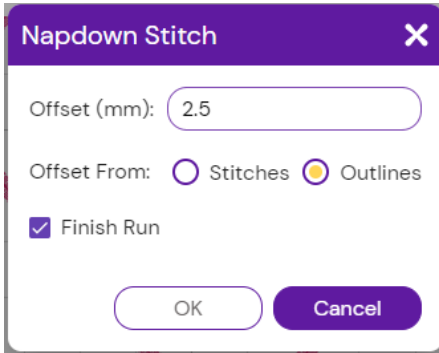 Napdown Stitch
Offset (mm): 2.5
Offset From: Stitches Outlines
Finish Run
OK Cancel